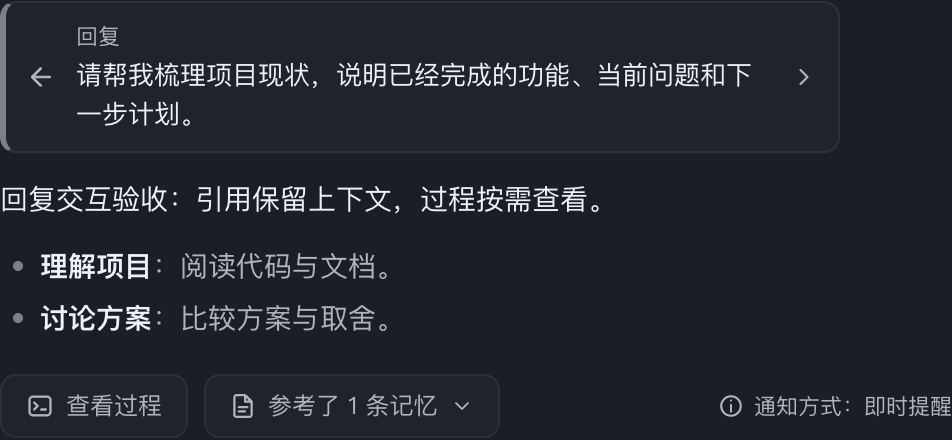 回复
请帮我梳理项目现状，说明已经完成的功能、当前问题和下
一步计划。
回复交互验收：引用保留上下文，过程按需查看。
理解项目：阅读代码与文档。
讨论方案：比较方案与取舍。
查看过程 参考了 1 条记忆 通知方式：即时提醒